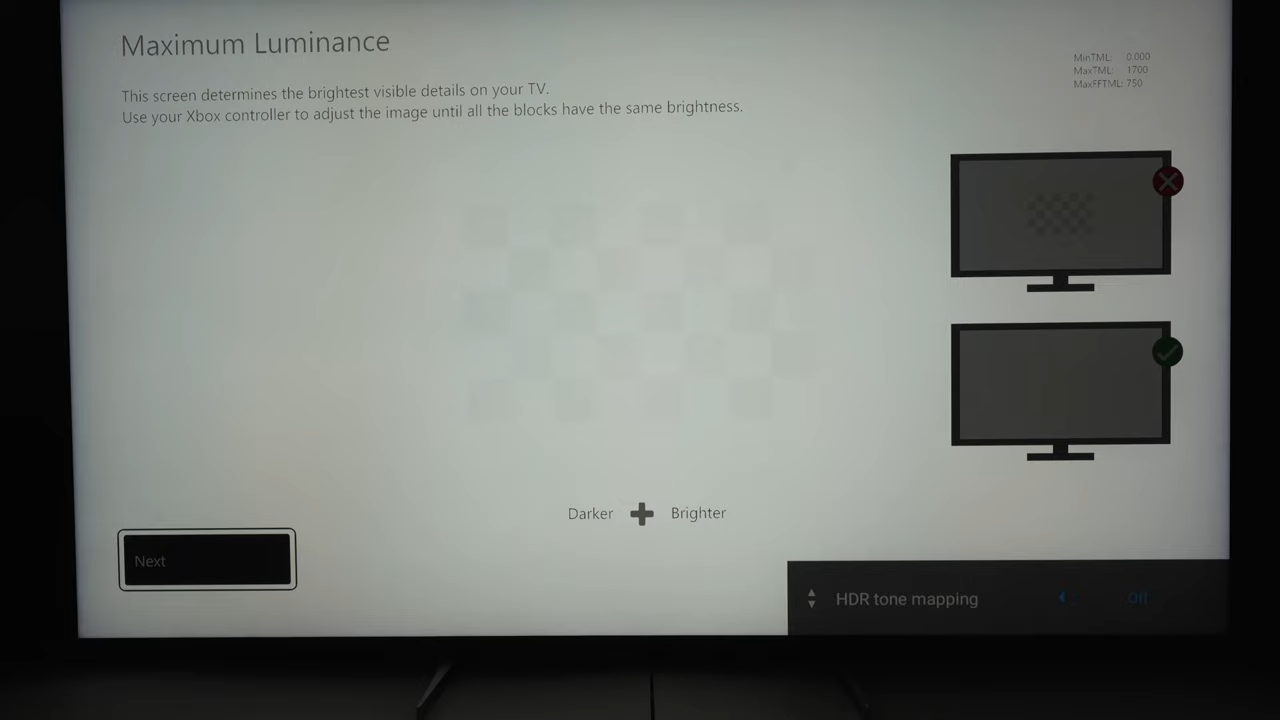 Maximum Luminance
This screen determines the brightest visible details on your TV.
Use your Xbox controller to adjust the image until all the blocks have the same brightness.
MinTML: 0.000
MaxTML: 1700
MaxFFTML: 750
Darker Brighter
Next
HDR tone mapping Off